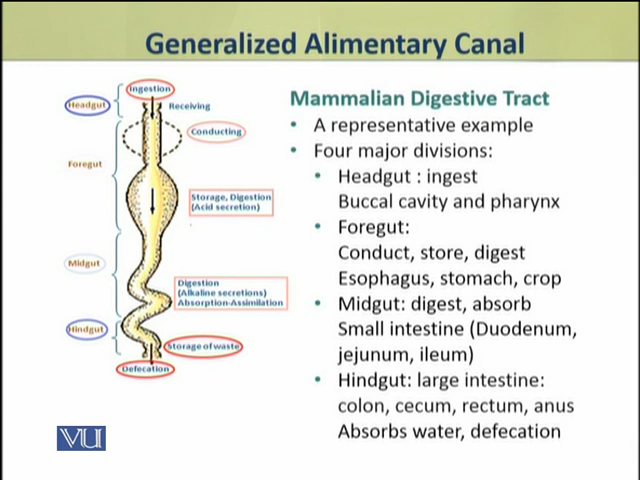 Generalized Alimentary Canal
Ingestion
Headgut
Receiving
Conducting
Foregut
Storage, Digestion
(Acid secretion)
Midgut
Digestion
(Alkaline secretions)
Absorption-Assimilation
Hindgut
Storage of waste
Defecation
VU
Mammalian Digestive Tract
• A representative example
• Four major divisions:
• Headgut : ingest
Buccal cavity and pharynx
• Foregut:
Conduct, store, digest
Esophagus, stomach, crop
• Midgut: digest, absorb
Small intestine (Duodenum,
jejunum, ileum)
• Hindgut: large intestine:
colon, cecum, rectum, anus
Absorbs water, defecation